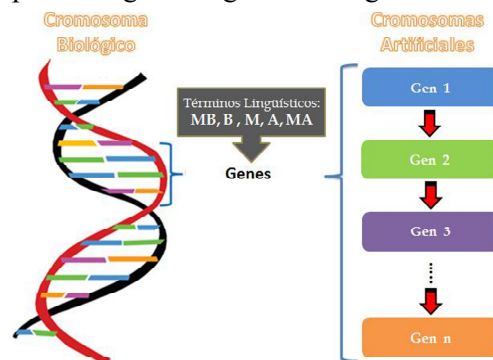 Cromosoma
Biológico
Cromosomas
Artificiales
Términos Lingüísticos:
MB, B , M, A, MA
Genes
Gen 1
Gen 2
Gen 3
Gen n